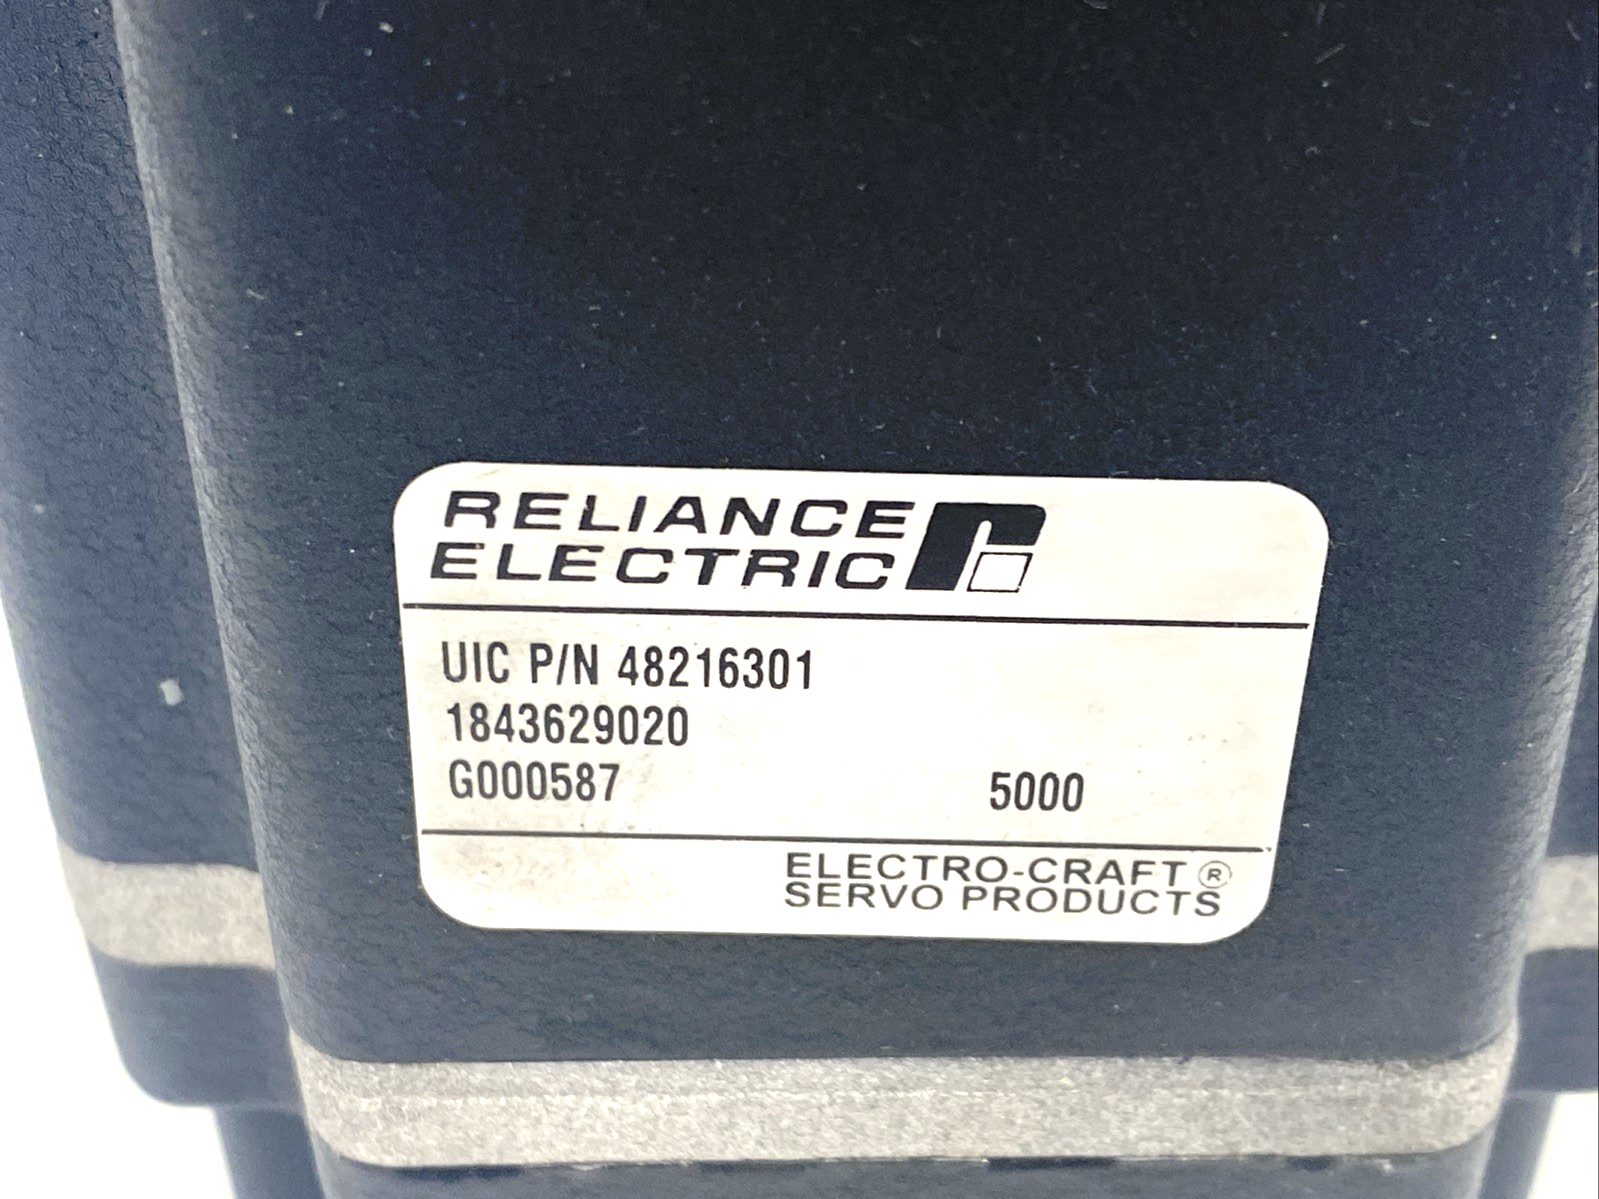 RELIANCE
ELECTRIC
UIC P/N 48216301
1843629020
G000587 5000
ELECTRO-CRAFT ®
SERVO PRODUCTS